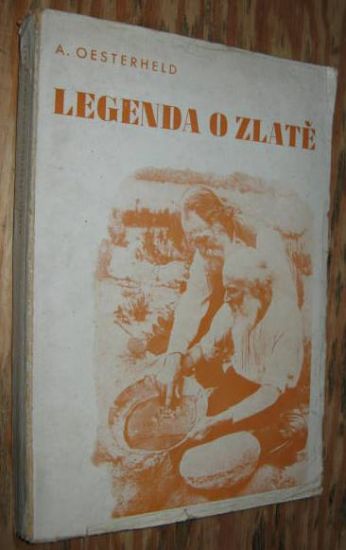 A. OESTERHELD
LEGENDA O ZLATĚ